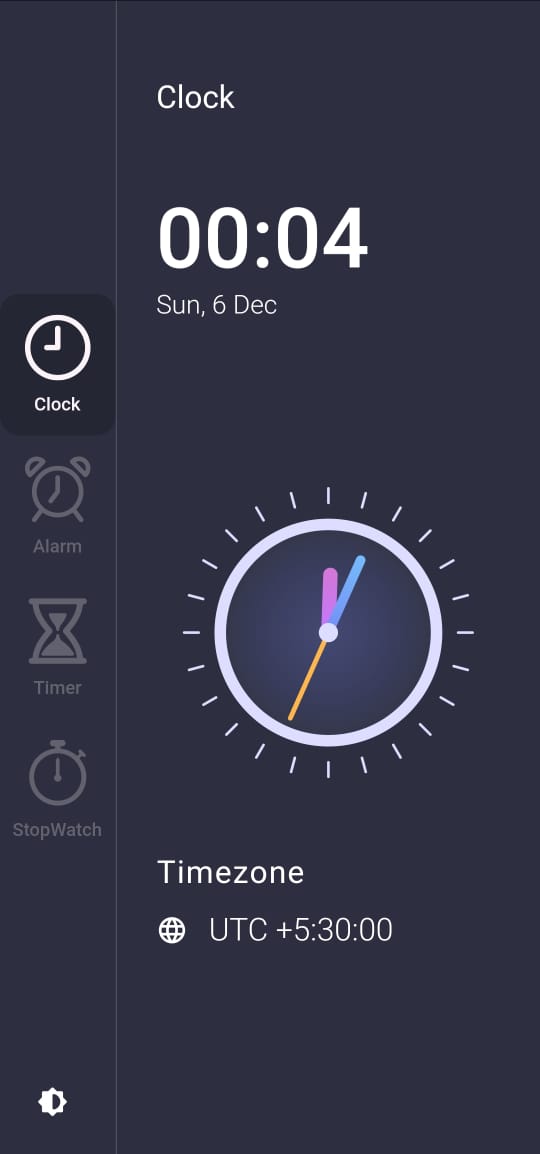 Clock
00:04
Sun, 6 Dec
Clock
Alarm
Timer
StopWatch
Timezone
UTC +5:30:00